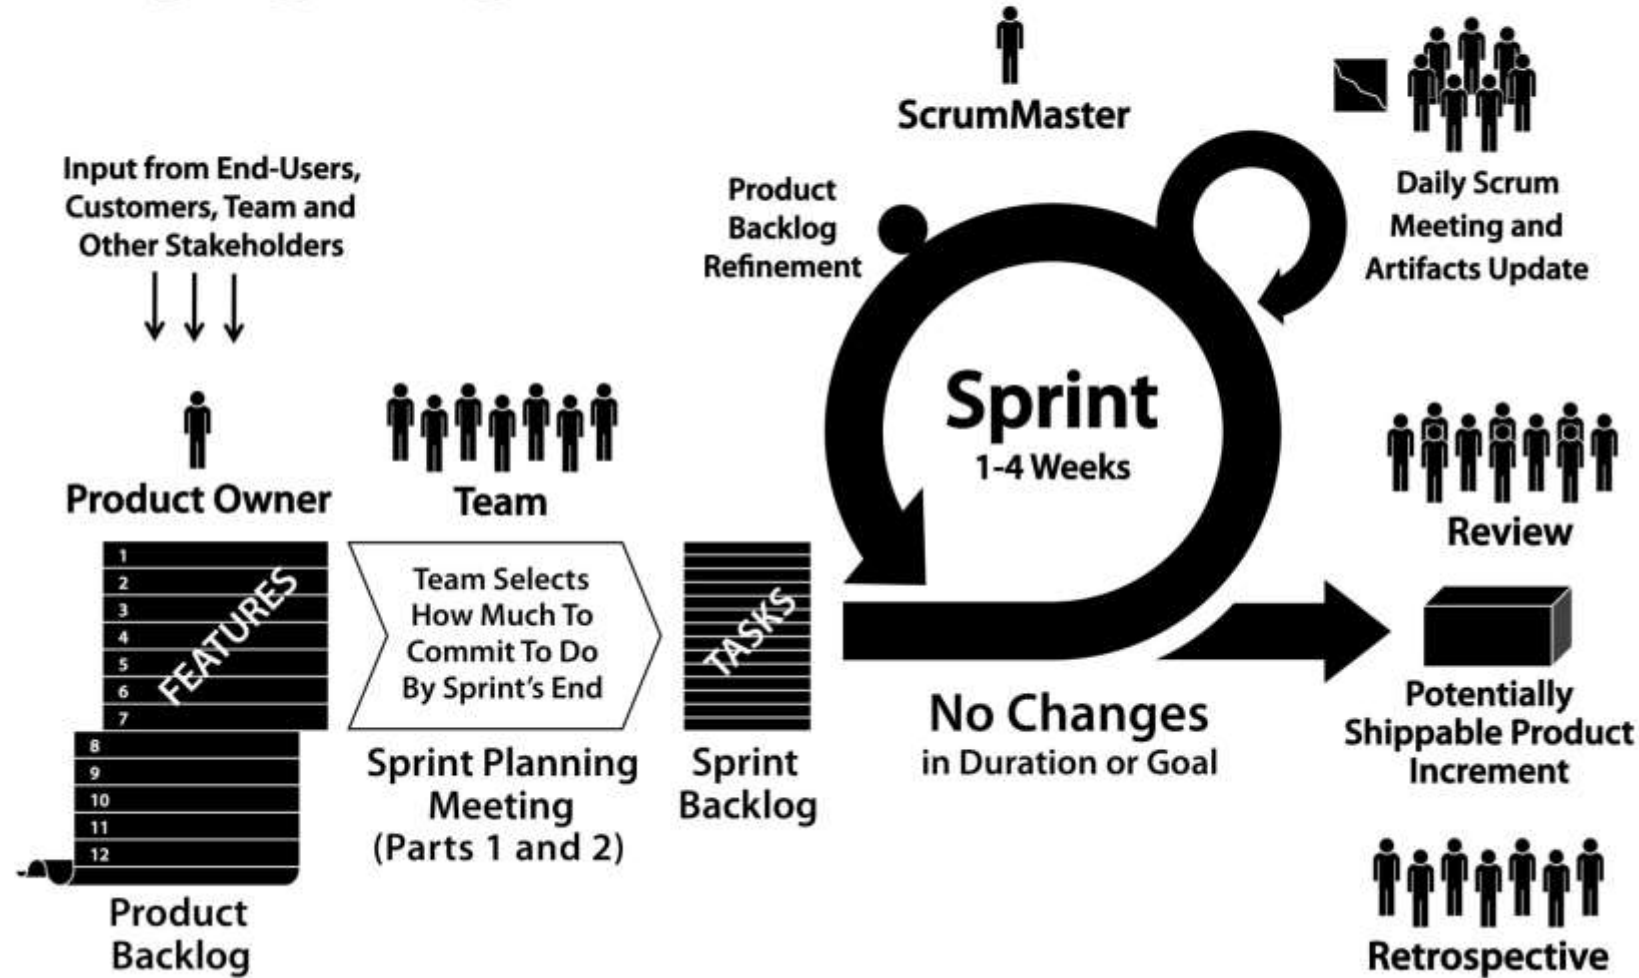 Input from End-Users,
Customers, Team and
Other Stakeholders
Product Owner
1
2
3
4
5
6
7
FEATURES
8
9
10
11
12
Product
Backlog
Team
Team Selects
How Much To
Commit To Do
By Sprint's End
Sprint Planning
Meeting
(Parts 1 and 2)
TASKS
Sprint
Backlog
ScrumMaster
Product
Backlog
Refinement
Sprint
1-4 Weeks
No Changes
in Duration or Goal
Daily Scrum
Meeting and
Artifacts Update
Review
Potentially
Shippable Product
Increment
Retrospective